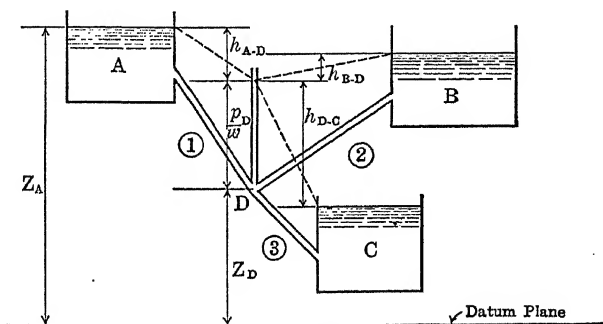 h_A-D
A
h_B-D
B
p_D/w
h_D-C
①
②
Z_A
D
③
C
Z_D
Datum Plane